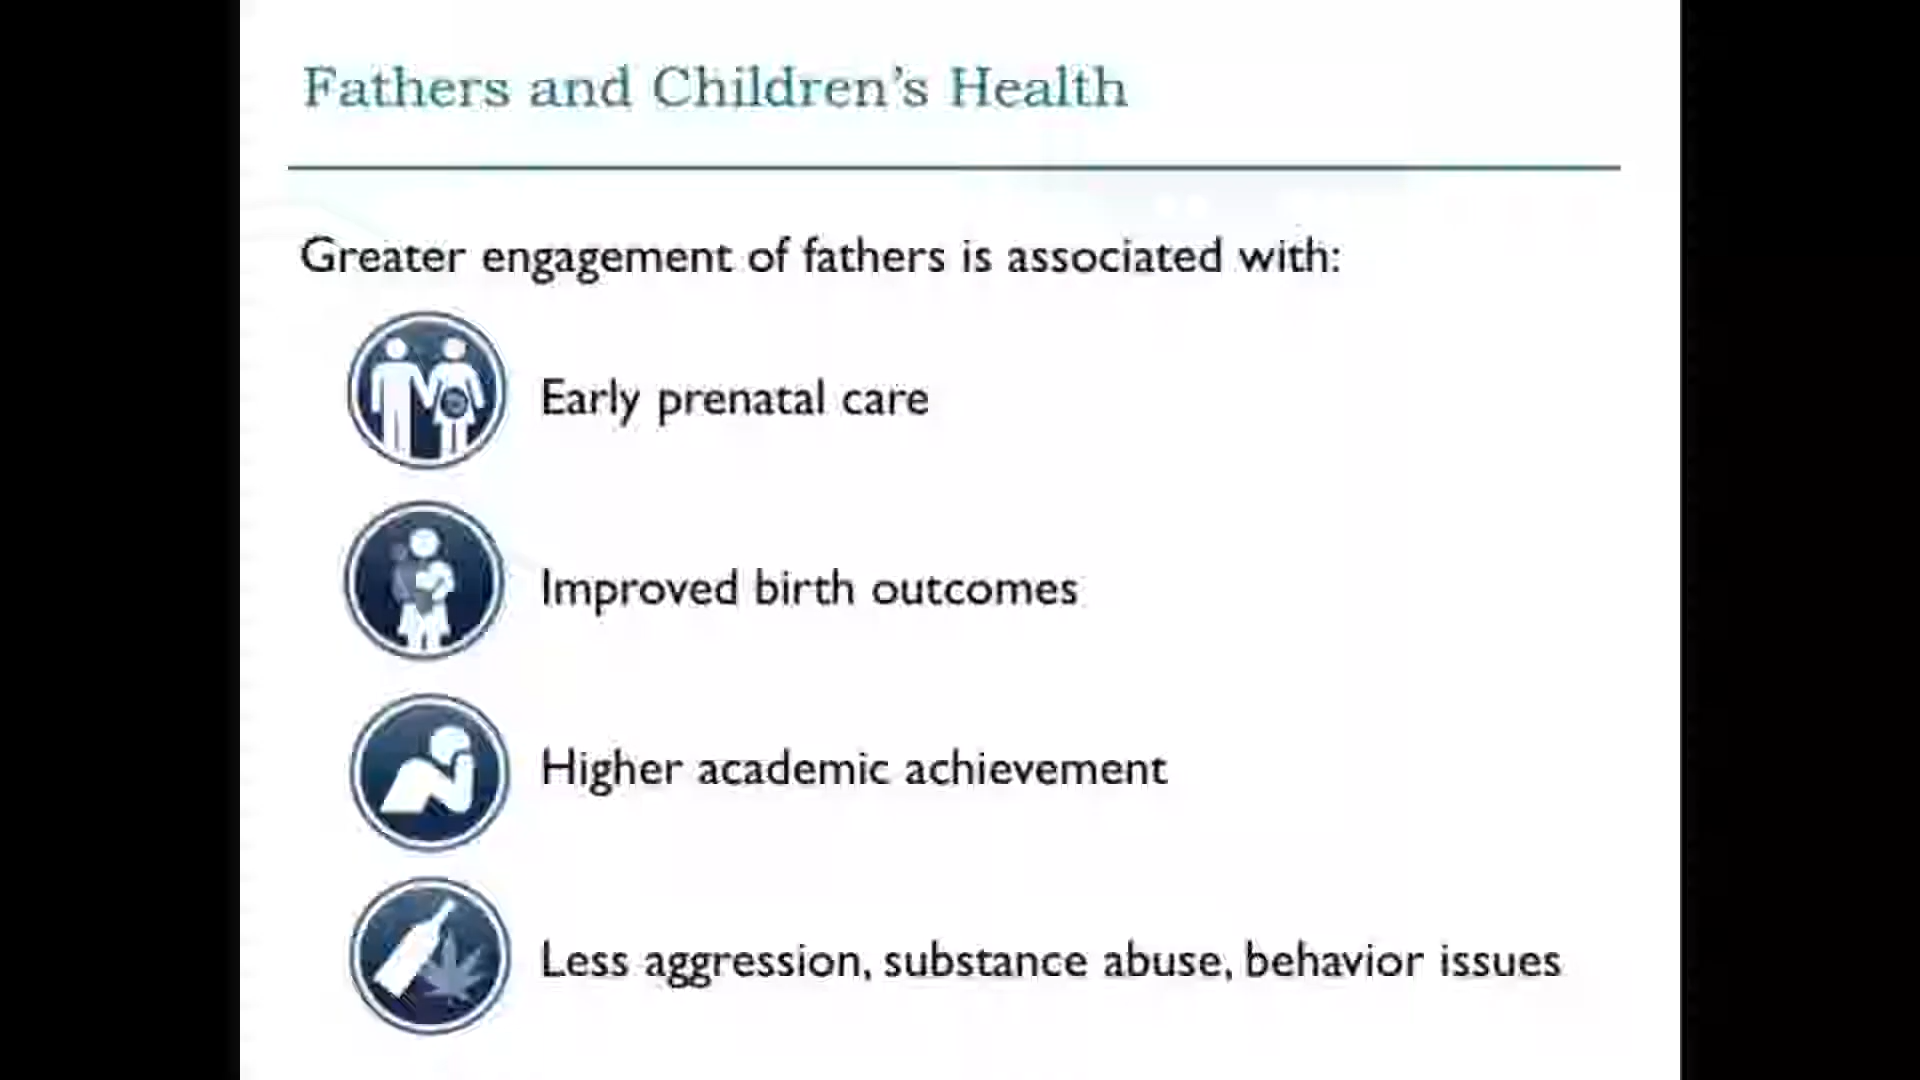 Fathers and Children's Health
Greater engagement of fathers is associated with:
Early prenatal care
Improved birth outcomes
Higher academic achievement
Less aggression, substance abuse, behavior issues